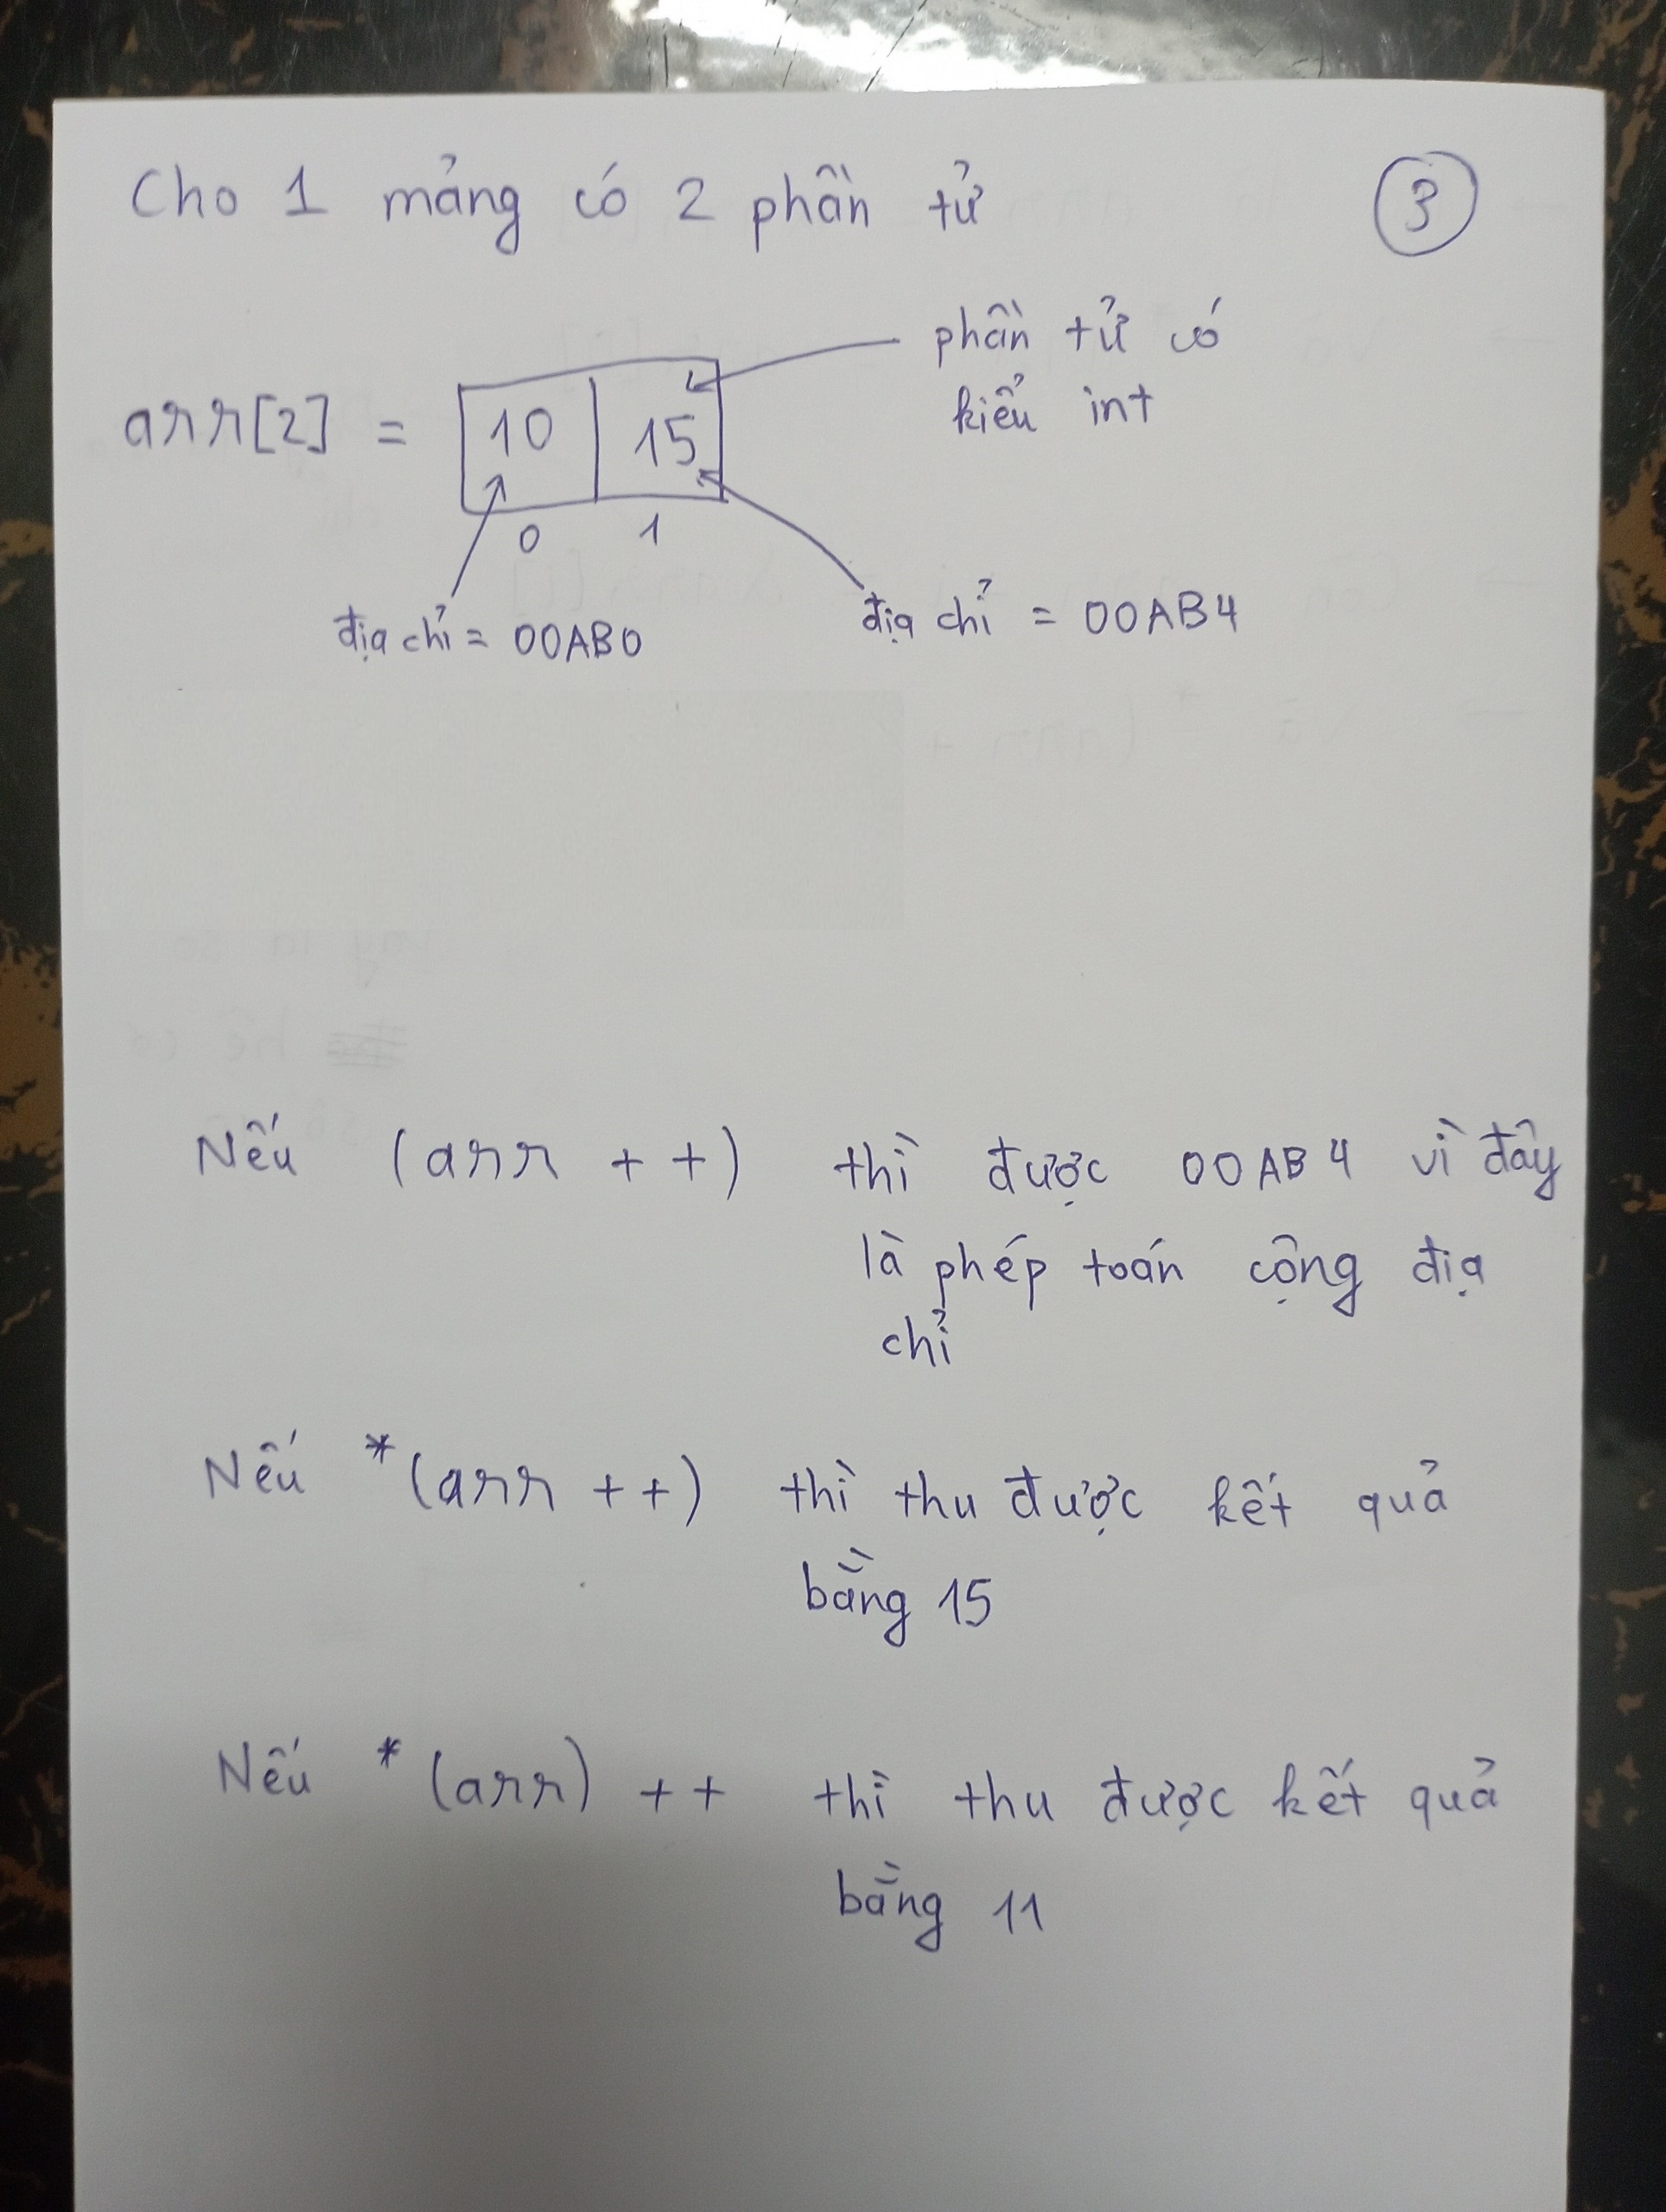 Cho 1 mảng có 2 phần tử
3
phần tử có
kiểu int
arr[2] = 10 15
0 1
địa chỉ = 00AB0
địa chỉ = 00AB4
Nếu (arr ++) thì được 00AB4 vì đây
là phép toán cộng địa
chỉ
Nếu *(arr ++) thì thu được kết quả
bằng 15
Nếu *(arr) ++ thì thu được kết quả
bằng 11